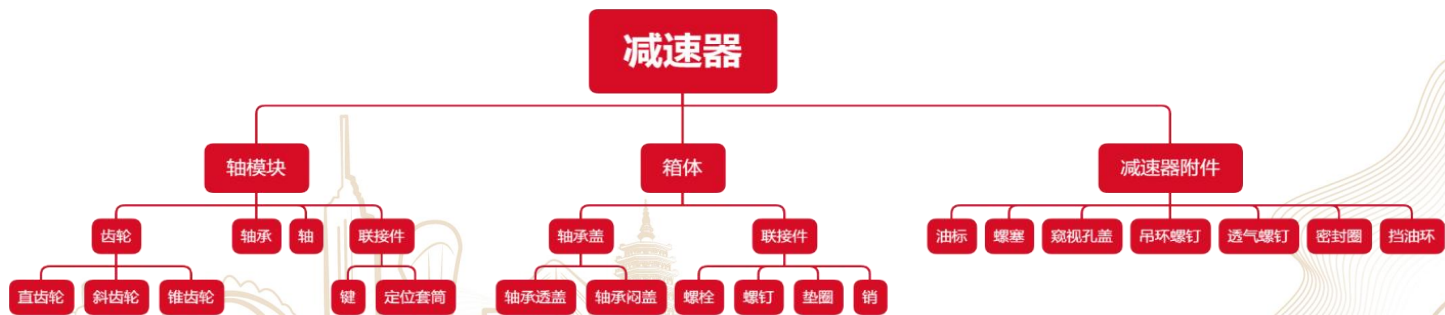 减速器
轴模块
箱体
减速器附件
齿轮
轴承
轴
联接件
轴承盖
联接件
油标
螺塞
窥视孔盖
吊环螺钉
透气螺钉
密封圈
挡油环
直齿轮
斜齿轮
锥齿轮
键
定位套筒
轴承透盖
轴承闷盖
螺栓
螺钉
垫圈
销